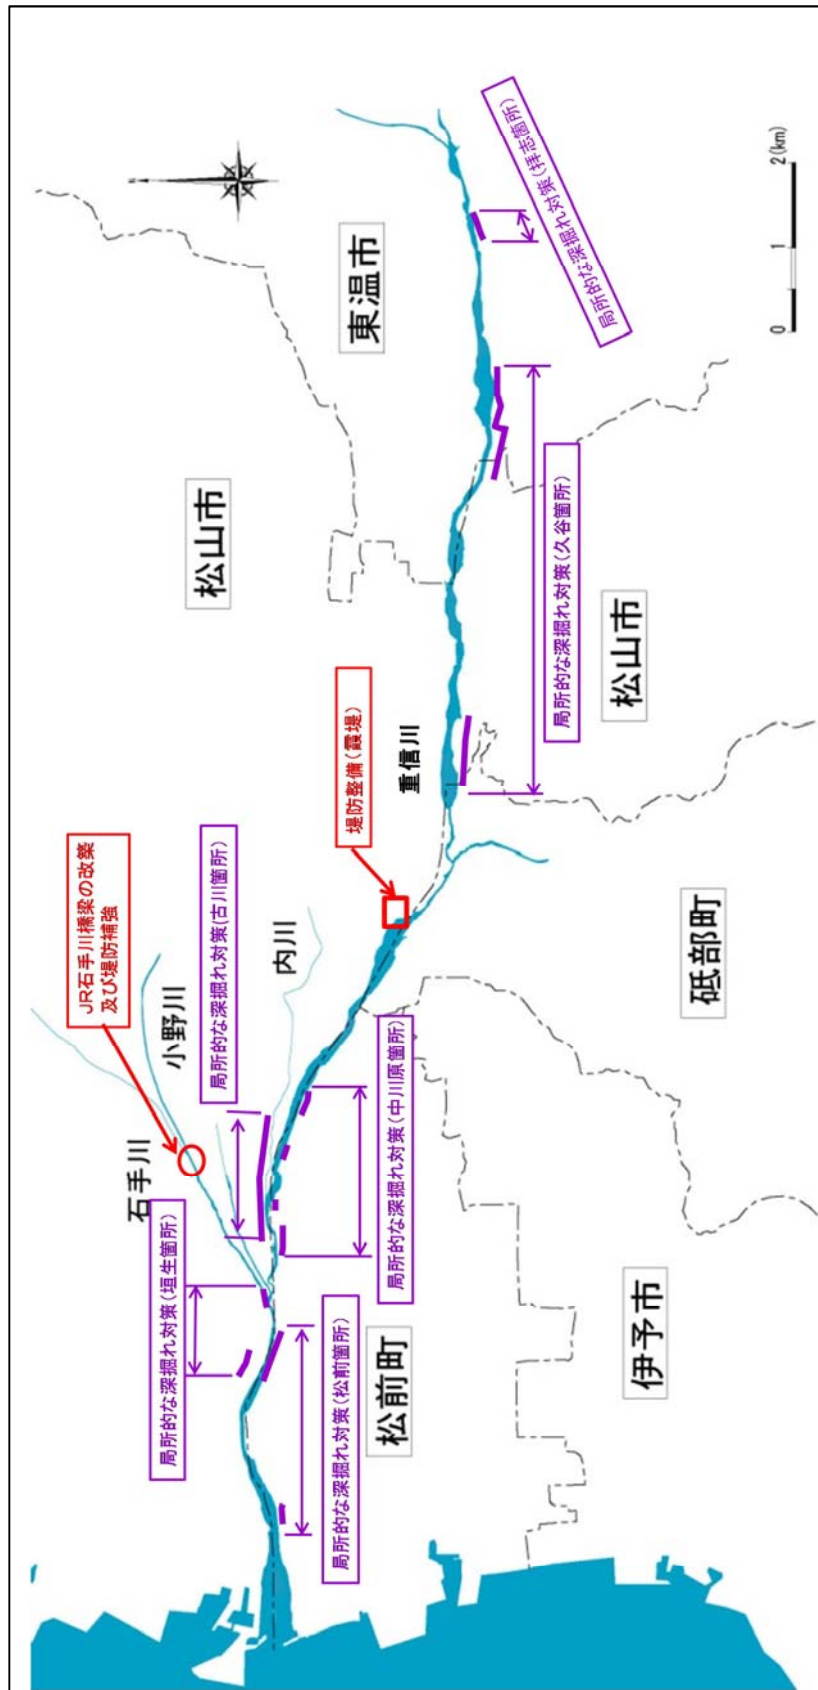 局所的な深掘れ対策(拝志箇所)
2(km)
1
0
東温市
松山市
局所的な深掘れ対策(久谷箇所)
松山市
重信川
堤防整備(霞堤)
JR石手川橋梁の改築
及び堤防補強
小野川
局所的な深掘れ対策(古川箇所)
内川
砥部町
石手川
局所的な深掘れ対策(中川原箇所)
局所的な深掘れ対策(垣生箇所)
局所的な深掘れ対策(松前箇所)
松前町
伊予市